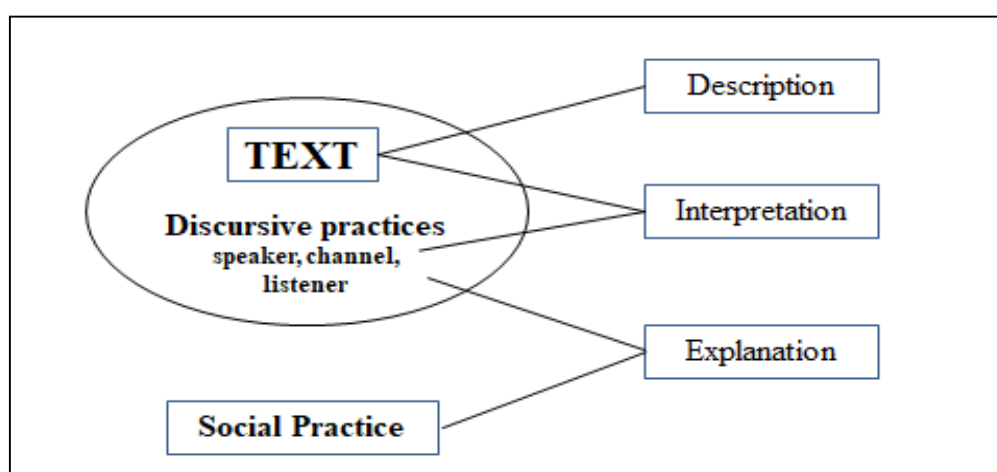 Description
TEXT
Interpretation
Discursive practices
speaker, channel,
listener
Explanation
Social Practice